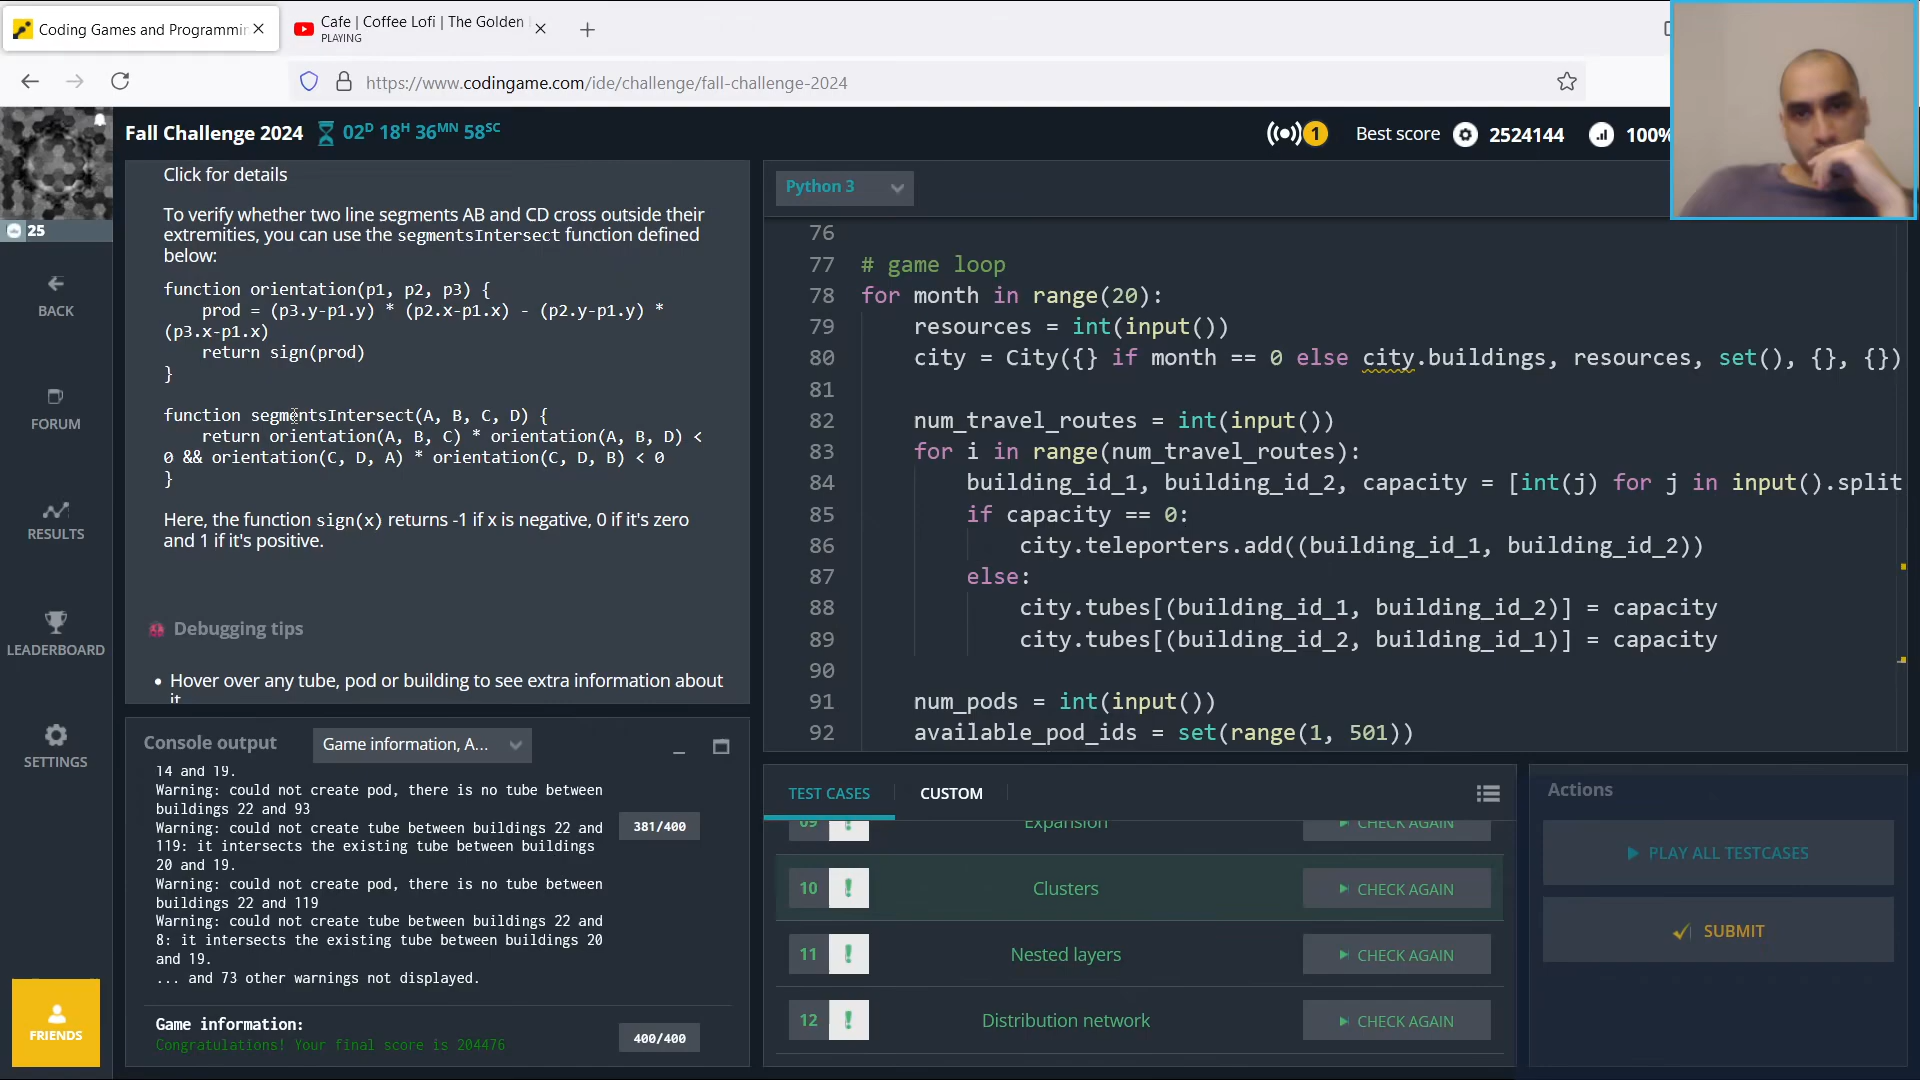 Coding Games and Programmin
Cafe | Coffee Lofi | The Golden
PLAYING
https://www.codingame.com/ide/challenge/fall-challenge-2024
Fall Challenge 2024
02D 18H 36MN 58SC
1
Best score
2524144
100%
25
BACK
FORUM
RESULTS
LEADERBOARD
SETTINGS
FRIENDS
Click for details
To verify whether two line segments AB and CD cross outside their
extremities, you can use the segmentsIntersect function defined
below:
function orientation(p1, p2, p3) {
prod = (p3.y-p1.y) * (p2.x-p1.x) - (p2.y-p1.y) *
(p3.x-p1.x)
return sign(prod)
}
function segmentsIntersect(A, B, C, D) {
return orientation(A, B, C) * orientation(A, B, D) <
0 && orientation(C, D, A) * orientation(C, D, B) < 0
}
Here, the function sign(x) returns -1 if x is negative, 0 if it's zero
and 1 if it's positive.
Debugging tips
• Hover over any tube, pod or building to see extra information about
it
Console output
Game information, A...
14 and 19.
Warning: could not create pod, there is no tube between
buildings 22 and 93
Warning: could not create tube between buildings 22 and
119: it intersects the existing tube between buildings
20 and 19.
Warning: could not create pod, there is no tube between
buildings 22 and 119
Warning: could not create tube between buildings 22 and
8: it intersects the existing tube between buildings 20
and 19.
... and 73 other warnings not displayed.
381/400
Game information:
Congratulations! Your final score is 204476
400/400
Python 3
76
77 # game loop
78 for month in range(20):
79 resources = int(input())
80 city = City({} if month == 0 else city.buildings, resources, set(), {}, {})
81
82 num_travel_routes = int(input())
83 for i in range(num_travel_routes):
84 building_id_1, building_id_2, capacity = [int(j) for j in input().split
85 if capacity == 0:
86 city.teleporters.add((building_id_1, building_id_2))
87 else:
88 city.tubes[(building_id_1, building_id_2)] = capacity
89 city.tubes[(building_id_2, building_id_1)] = capacity
90
91 num_pods = int(input())
92 available_pod_ids = set(range(1, 501))
TEST CASES
CUSTOM
09 Expansion CHECK AGAIN
10 Clusters CHECK AGAIN
11 Nested layers CHECK AGAIN
12 Distribution network CHECK AGAIN
Actions
PLAY ALL TESTCASES
SUBMIT